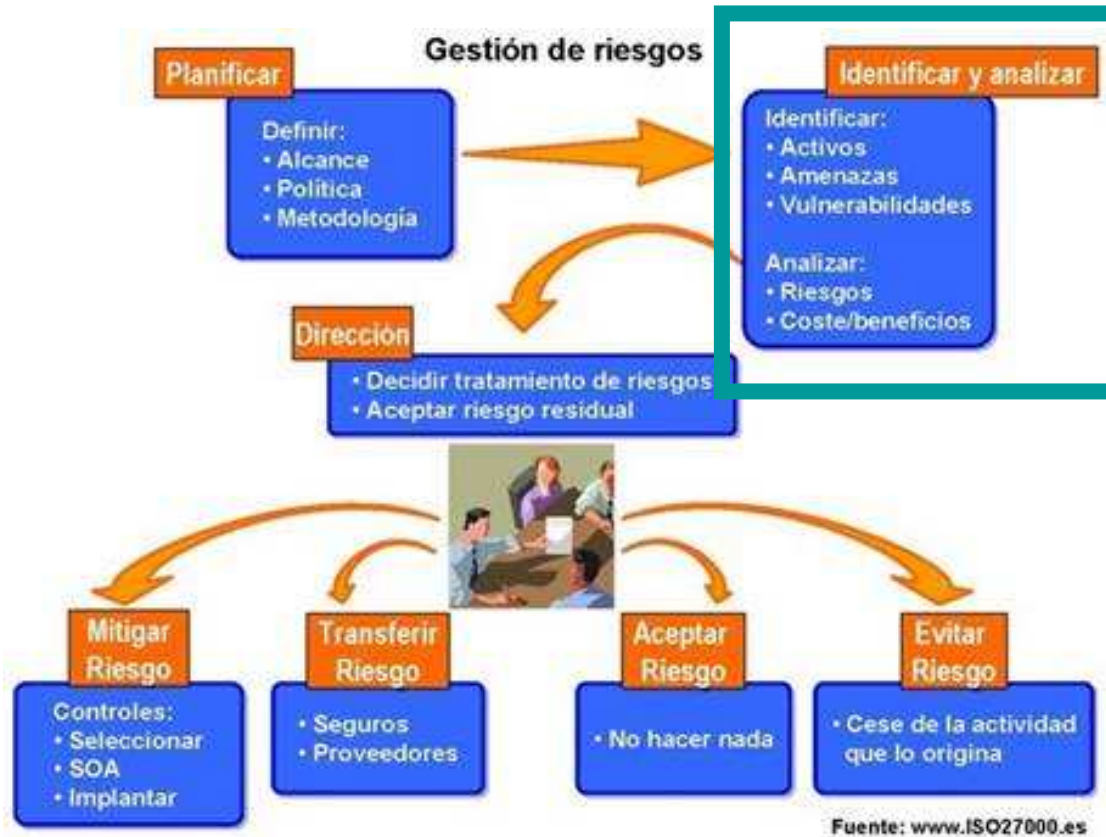 Gestión de riesgos
Planificar
Definir:
• Alcance
• Política
• Metodología
Identificar y analizar
Identificar:
• Activos
• Amenazas
• Vulnerabilidades
Analizar:
• Riesgos
• Coste/beneficios
Dirección
• Decidir tratamiento de riesgos
• Aceptar riesgo residual
Mitigar
Riesgo
Controles:
• Seleccionar
• SOA
• Implantar
Transferir
Riesgo
• Seguros
• Proveedores
Aceptar
Riesgo
• No hacer nada
Evitar
Riesgo
• Cese de la actividad
que lo origina
Fuente: www.ISO27000.es